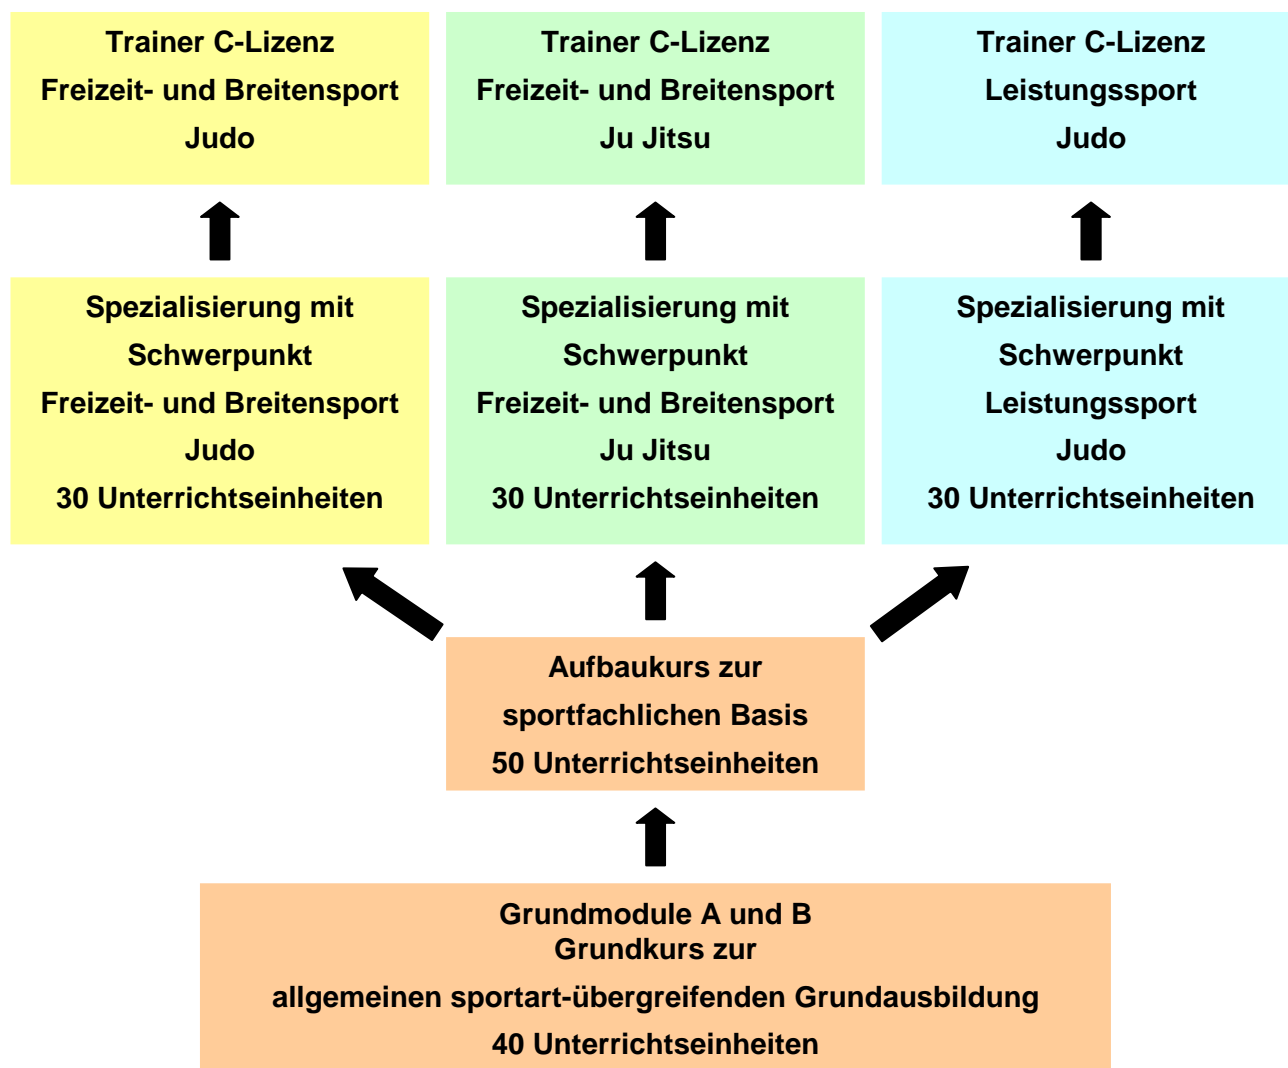 Trainer C-Lizenz
Freizeit- und Breitensport
Judo
Trainer C-Lizenz
Freizeit- und Breitensport
Ju Jitsu
Trainer C-Lizenz
Leistungssport
Judo
Spezialisierung mit
Schwerpunkt
Freizeit- und Breitensport
Judo
30 Unterrichtseinheiten
Spezialisierung mit
Schwerpunkt
Freizeit- und Breitensport
Ju Jitsu
30 Unterrichtseinheiten
Spezialisierung mit
Schwerpunkt
Leistungssport
Judo
30 Unterrichtseinheiten
Aufbaukurs zur
sportfachlichen Basis
50 Unterrichtseinheiten
Grundmodule A und B
Grundkurs zur
allgemeinen sportart-übergreifenden Grundausbildung
40 Unterrichtseinheiten